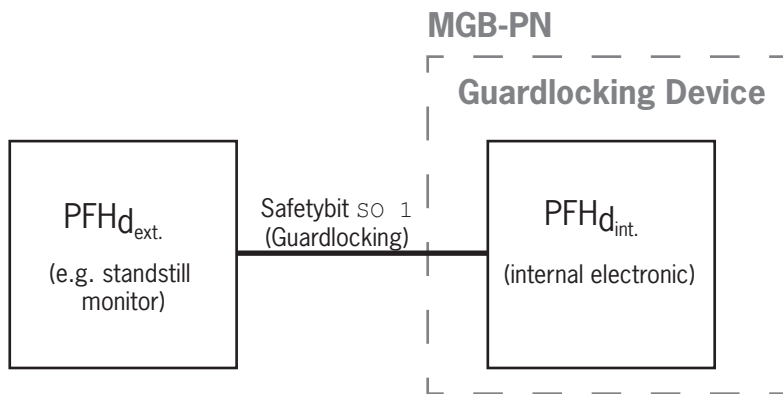 MGB-PN
Guardlocking Device
PFHdext.
(e.g. standstill
monitor)
Safetybit SO 1
(Guardlocking)
PFHdint.
(internal electronic)